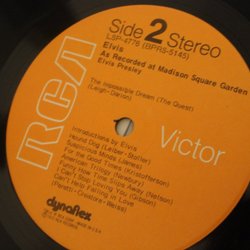 Side 2 Stereo
LSP-4776 (BPRS-5145)
Elvis
As Recorded at Madison Square Garden
Elvis Presley
RCA
Victor
The Impossible Dream (The Quest)
(Leigh-Darion)
Introductions by Elvis
Hound Dog (Leiber-Stoller)
Suspicious Minds (James)
For the Good Times (Kristofferson)
American Trilogy (Newbury)
Funny How Time Slips Away (Nelson)
I Can't Stop Loving You (Gibson)
Can't Help Falling in Love
(Peretti-Creatore-Weiss)
dynaflex